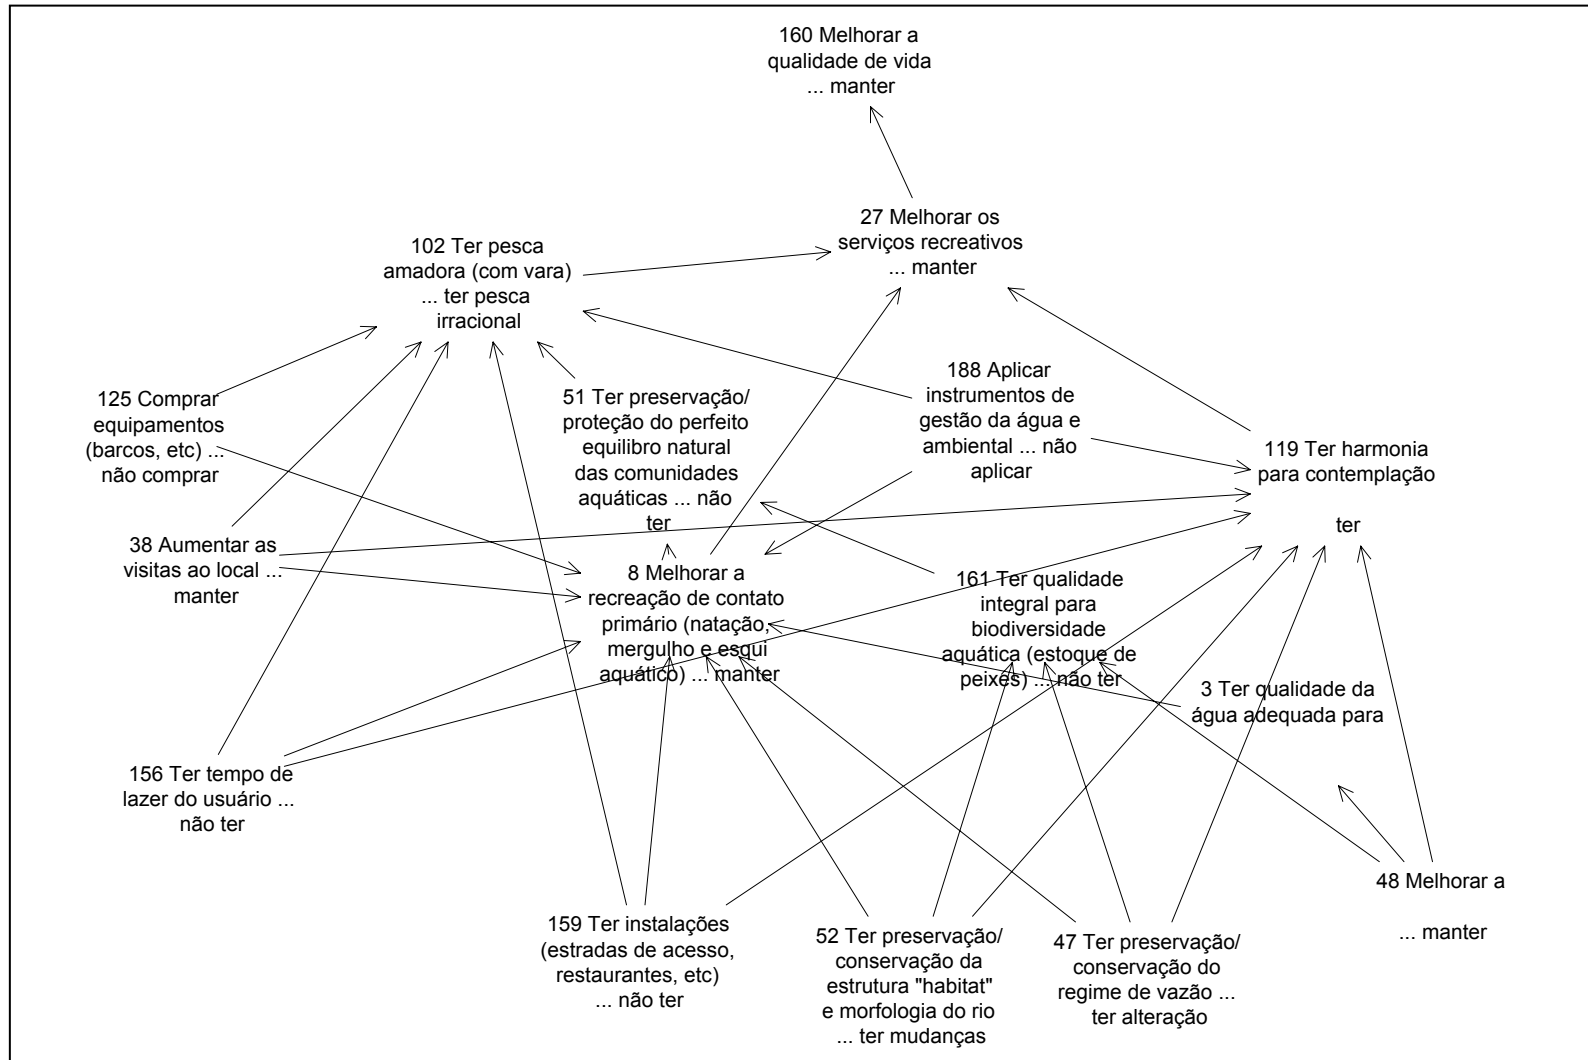 160 Melhorar a
qualidade de vida
... manter
27 Melhorar os
serviços recreativos
... manter
102 Ter pesca
amadora (com vara)
... ter pesca
irracional
125 Comprar
equipamentos
(barcos, etc) ...
não comprar
51 Ter preservação/
proteção do perfeito
equilibro natural
das comunidades
aquáticas ... não
ter
188 Aplicar
instrumentos de
gestão da água e
ambiental ... não
aplicar
119 Ter harmonia
para contemplação
ter
38 Aumentar as
visitas ao local ...
manter
8 Melhorar a
recreação de contato
primário (natação,
mergulho e esqui
aquático) ... manter
161 Ter qualidade
integral para
biodiversidade
aquática (estoque de
peixes) ... não ter
3 Ter qualidade da
água adequada para
156 Ter tempo de
lazer do usuário ...
não ter
48 Melhorar a
... manter
159 Ter instalações
(estradas de acesso,
restaurantes, etc)
... não ter
52 Ter preservação/
conservação da
estrutura "habitat"
e morfologia do rio
... ter mudanças
47 Ter preservação/
conservação do
regime de vazão ...
ter alteração